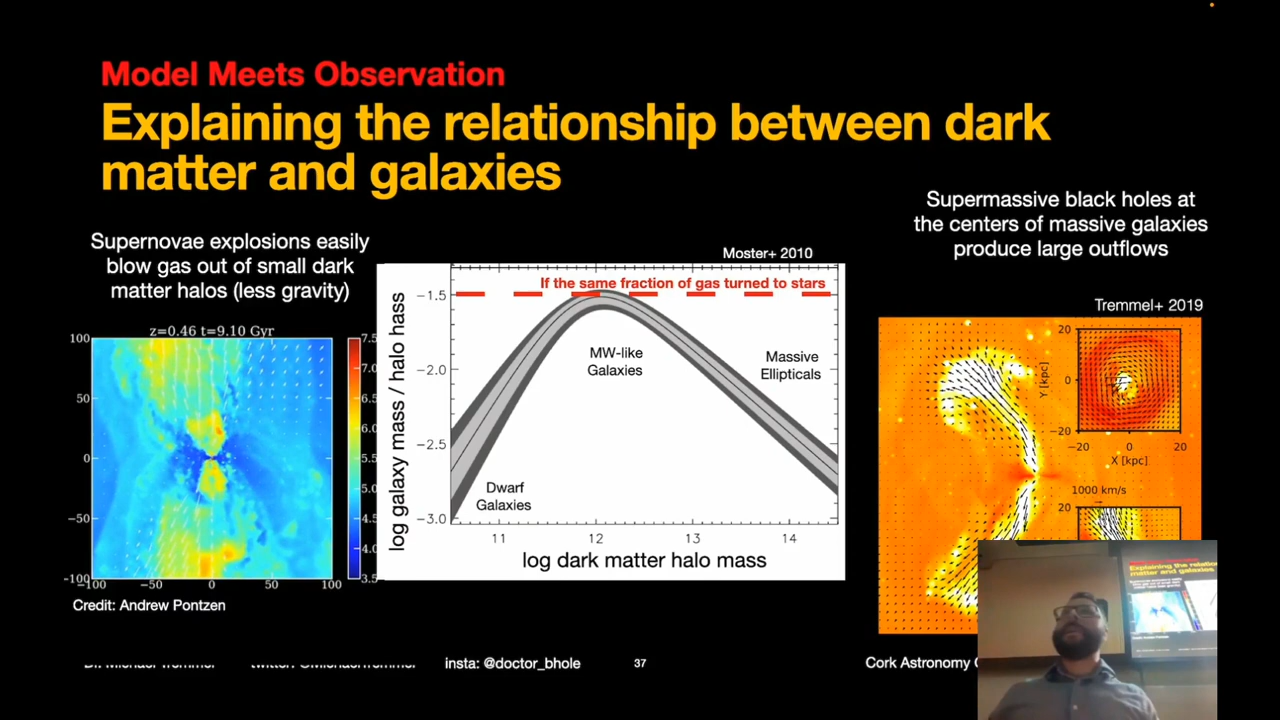 Model Meets Observation
Explaining the relationship between dark
matter and galaxies
Supernovae explosions easily
blow gas out of small dark
matter halos (less gravity)
z=0.46 t=9.10 Gyr
100
50
0
−50
−100
−100
−50
0
50
100
7.5
7.0
6.5
6.0
5.5
5.0
4.5
4.0
3.5
Credit: Andrew Pontzen
Moster+ 2010
If the same fraction of gas turned to stars
log galaxy mass / halo hass
−1.5
−2.0
−2.5
−3.0
MW-like
Galaxies
Massive
Ellipticals
Dwarf
Galaxies
11
12
13
14
log dark matter halo mass
Supermassive black holes at
the centers of massive galaxies
produce large outflows
Tremmel+ 2019
20
0
−20
Y [kpc]
−20
0
20
X [kpc]
1000 km/s
20
Explaining the relation
matter and galaxies
insta: @doctor_bhole
37
Cork Astronomy